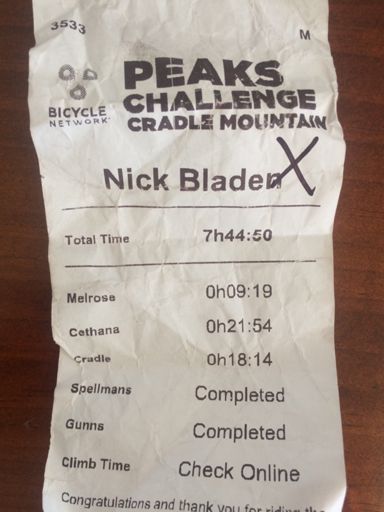 3533 M
BICYCLE
NETWORK
PEAKS
CHALLENGE
CRADLE MOUNTAIN
Nick Bladen X
Total Time 7h44:50
Melrose 0h09:19
Cethana 0h21:54
Cradle 0h18:14
Spellmans Completed
Gunns Completed
Climb Time Check Online
Congratulations and thank you for riding the